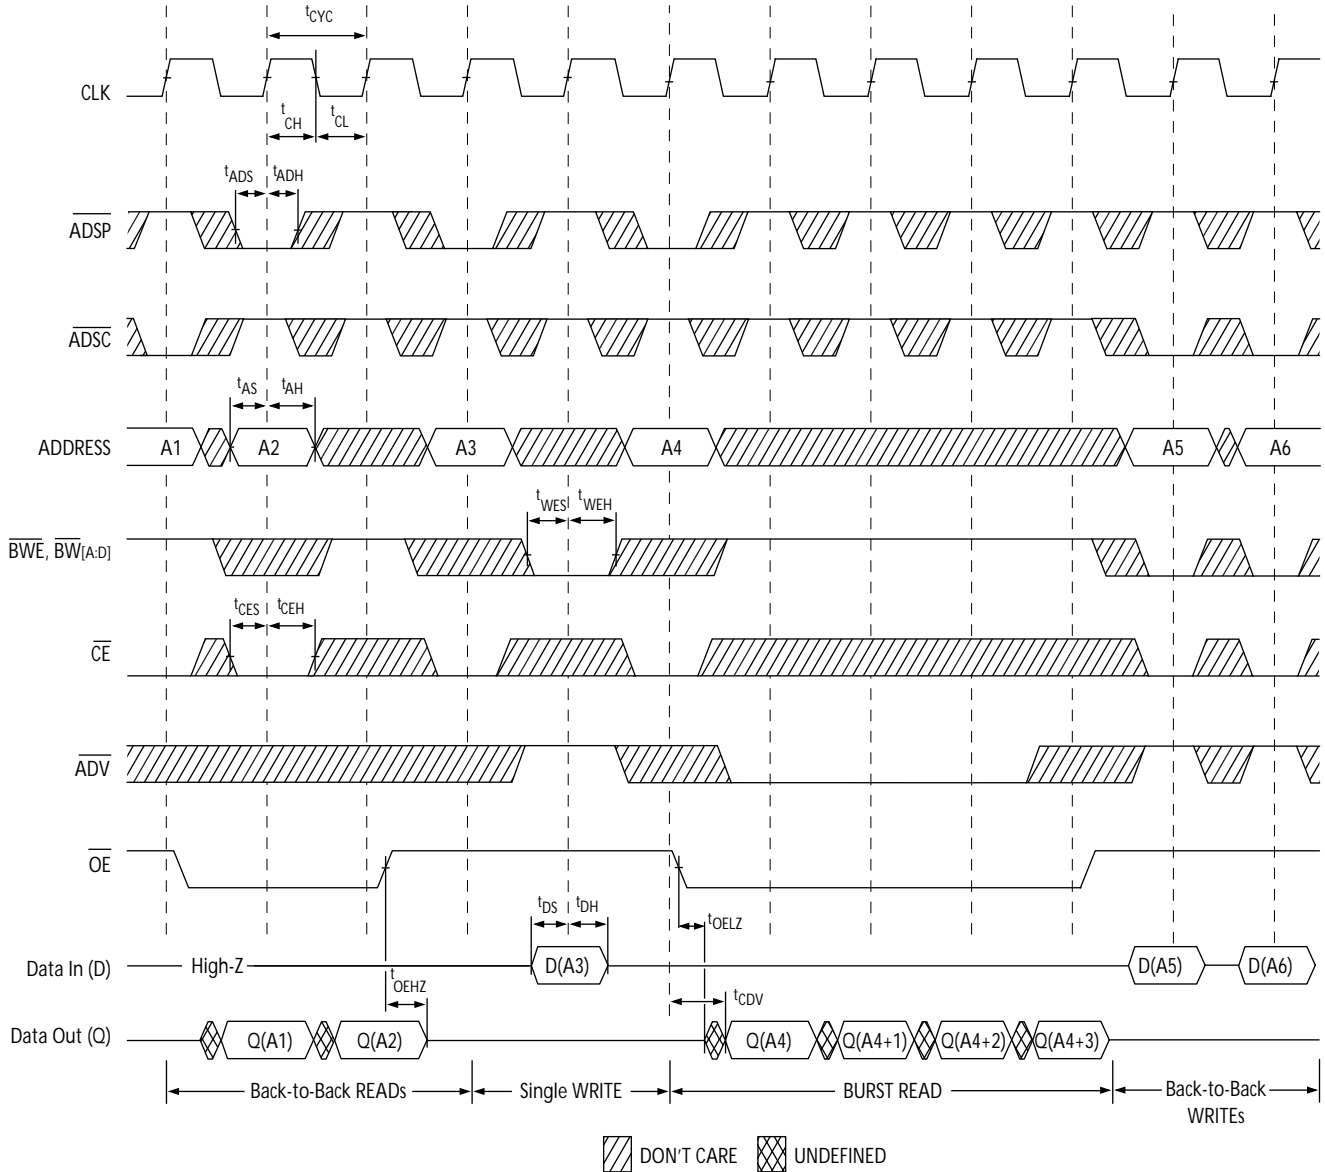 tCYC
CLK
tCH
tCL
tADS
tADH
ADSP
ADSC
tAS
tAH
ADDRESS
A1
A2
A3
A4
A5
A6
tWES
tWEH
BWE, BW[A:D]
tCES
tCEH
CE
ADV
OE
tDS
tDH
tOELZ
Data In (D)
High-Z
D(A3)
D(A5)
D(A6)
tOEHZ
tCDV
Data Out (Q)
Q(A1)
Q(A2)
Q(A4)
Q(A4+1)
Q(A4+2)
Q(A4+3)
Back-to-Back READs
Single WRITE
BURST READ
Back-to-Back
WRITEs
DON'T CARE
UNDEFINED